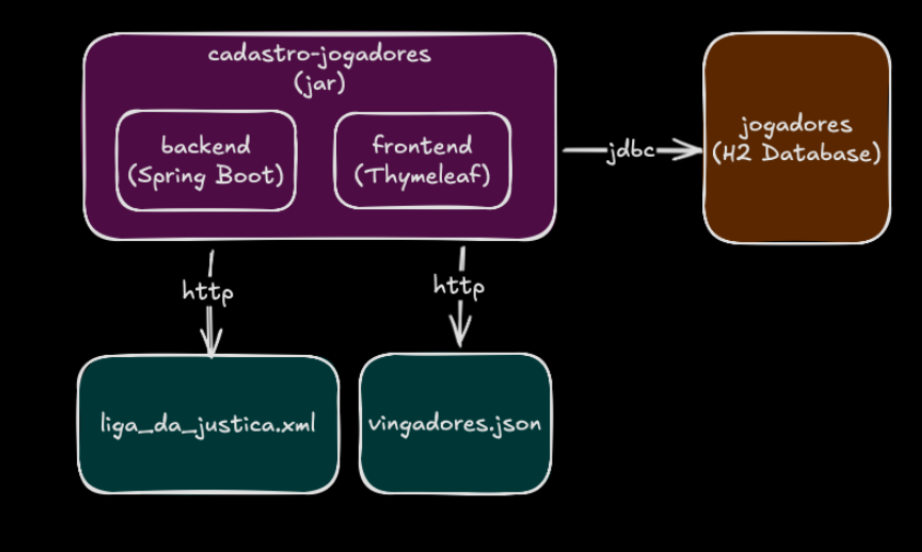 cadastro-jogadores
(jar)
backend
(Spring Boot)
frontend
(Thymeleaf)
jdbc
jogadores
(H2 Database)
http
http
liga_da_justica.xml
vingadores.json